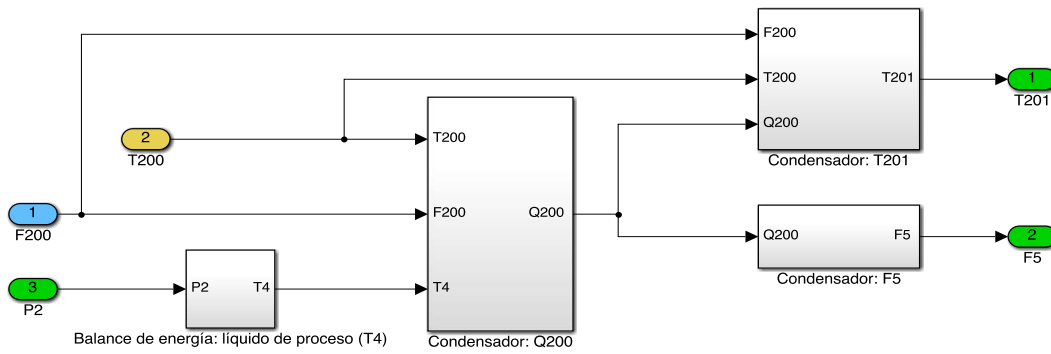 F200
T200
T201
Q200
Condensador: T201
1
T201
2
T200
T200
F200
Q200
T4
Condensador: Q200
1
F200
Q200
F5
Condensador: F5
2
F5
3
P2
P2
T4
Balance de energía: líquido de proceso (T4)